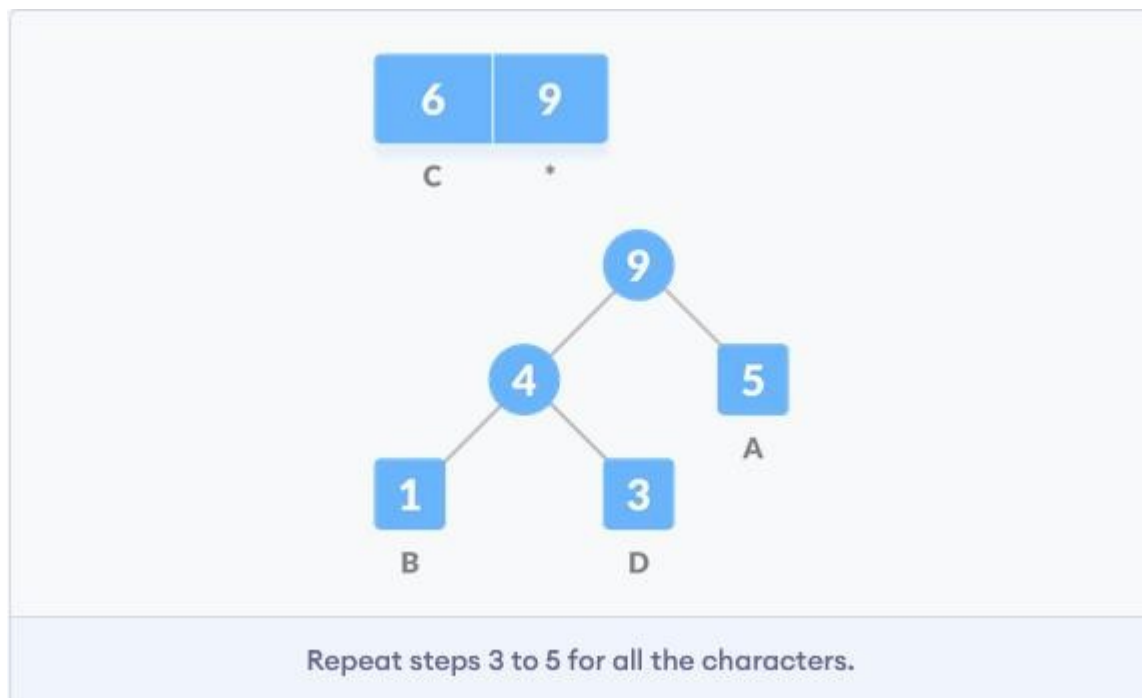 6 9
C *
9
4 5
A
1 3
B D
Repeat steps 3 to 5 for all the characters.